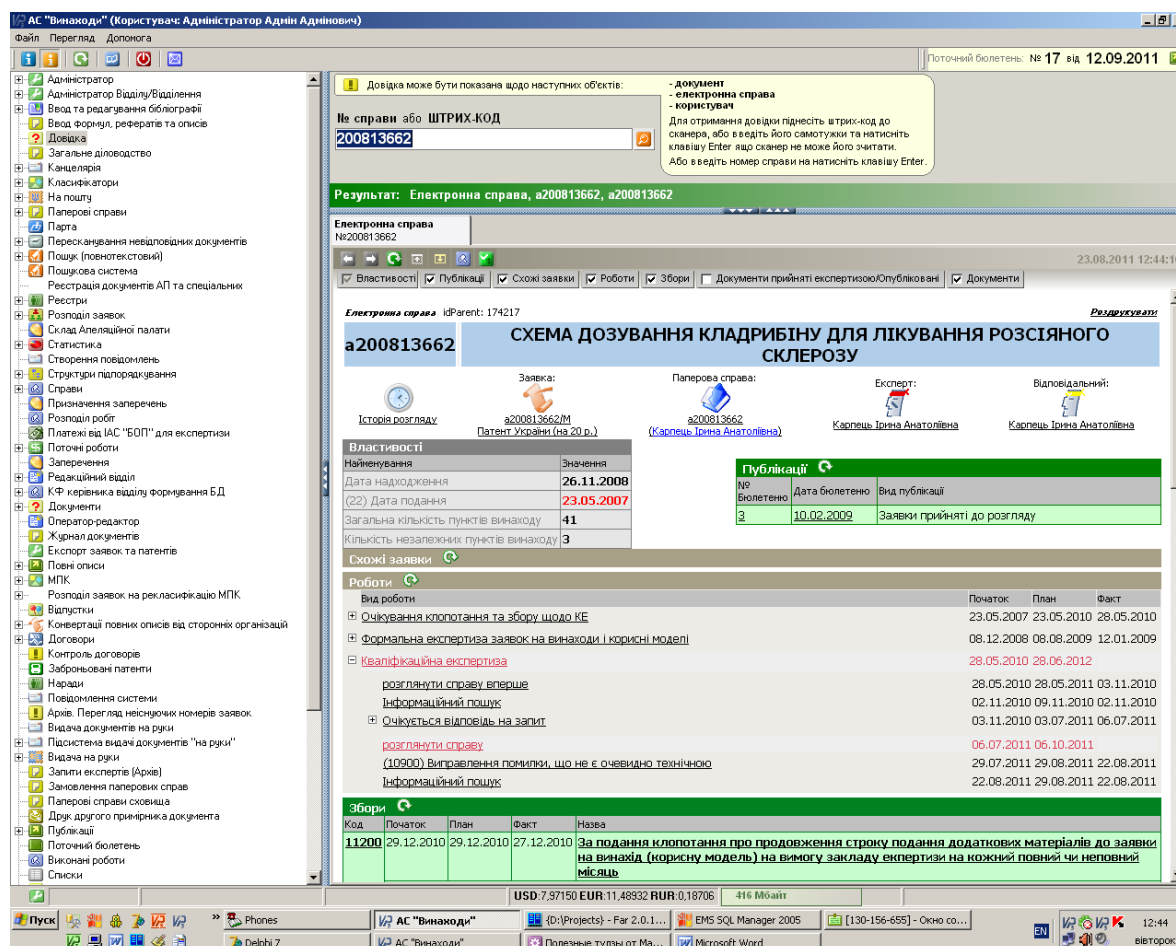 АС "Винаходи" (Користувач: Адміністратор Адмін Адмінович)
Файл Перегляд Допомога
Поточний бюлетень: № 17 від 12.09.2011
Адміністратор
Адміністратор Відділу/Відділення
Ввод та редагування бібліографії
Ввод формул, рефератів та описів
Довідка
Загальне діловодство
Канцелярія
Класифікатори
На пошту
Паперові справи
Парта
Пересканування невідповідних документів
Пошук (повнотекстовий)
Пошукова система
Реєстрація документів АП та спеціальних
Реєстри
Розподіл заявок
Склад Апеляційної палати
Статистика
Створення повідомлень
Структури підпорядкування
Справи
Призначення заперечень
Розподіл робіт
Платежі від ІАС "БОП" для експертизи
Поточні роботи
Заперечення
Редакційний відділ
КФ керівника відділу формування БД
Документи
Оператор-редактор
Журнал документів
Експорт заявок та патентів
Повні описи
МПК
Розподіл заявок на рекласифікацію МПК
Відпустки
Конвертації повних описів від сторонніх організацій
Договори
Контроль договорів
Заброньовані патенти
Наради
Повідомлення системи
Архів. Перегляд неіснуючих номерів заявок
Видача документів на руки
Підсистема видачі документів "на руки"
Видача на руки
Запити експертів (Архів)
Замовлення паперових справ
Паперові справи сховища
Друк другого примірника документа
Публікації
Поточний бюлетень
Виконані роботи
Списки
Довідка може бути показана щодо наступних об'єктів:
- документ
- електронна справа
- користувач
Для отримання довідки піднесіть штрих-код до
сканера, або введіть його самотужки та натисніть
клавішу Enter якщо сканер не може його зчитати.
Або введіть номер справи на натисніть клавішу Enter.
№ справи або ШТРИХ-КОД
200813662
Результат: Електронна справа, a200813662, a200813662
Електронна справа
№200813662
23.08.2011 12:44:1
Властивості Публікації Схожі заявки Роботи Збори Документи прийняті експертизою/Опубліковані Документи
Електронна справа idParent: 174217 Роздрукувати
a200813662 СХЕМА ДОЗУВАННЯ КЛАДРИБІНУ ДЛЯ ЛІКУВАННЯ РОЗСІЯНОГО
СКЛЕРОЗУ
Історія розгляду
Заявка:
a200813662/M
Патент України (на 20 р.)
Паперова справа:
a200813662
(Карпець Ірина Анатоліївна)
Експерт:
Карпець Ірина Анатоліївна
Відповідальний:
Карпець Ірина Анатоліївна
Властивості
Найменування Значення
Дата надходження 26.11.2008
(22) Дата подання 23.05.2007
Загальна кількість пунктів винаходу 41
Кількість незалежних пунктів винаходу 3
Публікації
№ Бюлетеню Дата бюлетеню Вид публікації
3 10.02.2009 Заявки прийняті до розгляду
Схожі заявки
Роботи
Вид роботи Початок План Факт
Очікування клопотання та збору щодо КЕ 23.05.2007 23.05.2010 28.05.2010
Формальна експертиза заявок на винаходи і корисні моделі 08.12.2008 08.08.2009 12.01.2009
Кваліфікаційна експертиза 28.05.2010 28.06.2012
розглянути справу вперше 28.05.2010 28.05.2011 03.11.2010
Інформаційний пошук 02.11.2010 09.11.2010 02.11.2010
Очікується відповідь на запит 03.11.2010 03.07.2011 06.07.2011
розглянути справу 06.07.2011 06.10.2011
(10900) Виправлення помилки, що не є очевидно технічною 29.07.2011 29.08.2011 22.08.2011
Інформаційний пошук 22.08.2011 29.08.2011 22.08.2011
Збори
Код Початок План Факт Назва
11200 29.12.2010 29.12.2010 27.12.2010 За подання клопотання про продовження строку подання додаткових матеріалів до заявки
на винахід (корисну модель) на вимогу закладу експертизи на кожний повний чи неповний
місяць
USD:7,97150 EUR:11,48932 RUR:0,18706 416 Мбайт
Пуск » Phones АС "Винаходи" {D:\Projects} - Far 2.0.1... EMS SQL Manager 2005 [130-156-655] - Окно со... EN 12:44
Delphi 7 АС "Винаходи" Полезные тулзы от Ма... Microsoft Word вівторок